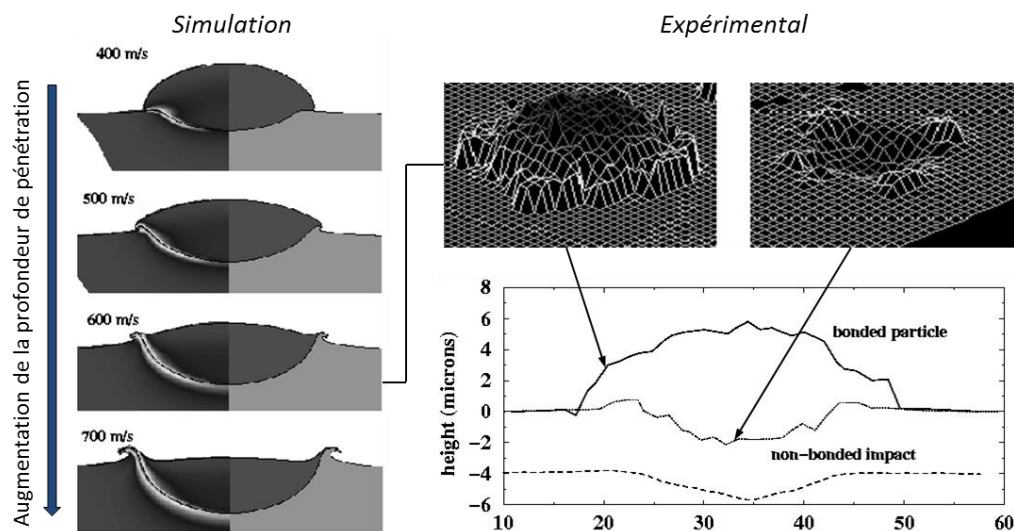 Simulation
Expérimental
Augmentation de la profondeur de pénétration
400 m/s
500 m/s
600 m/s
700 m/s
height (microns)
8
6
4
2
0
−2
−4
−6
bonded particle
non-bonded impact
10 20 30 40 50 60